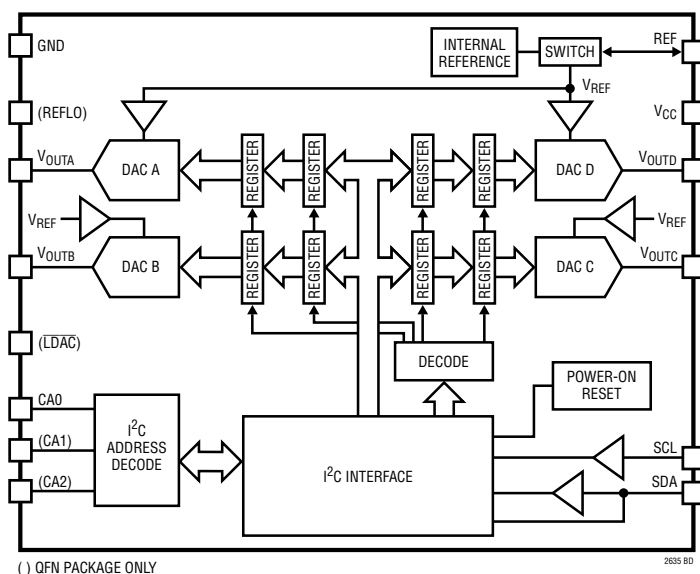 GND
INTERNAL
REFERENCE
SWITCH
REF
(REFLO)
VREF
VCC
VOUTA
DAC A
REGISTER
REGISTER
REGISTER
REGISTER
DAC D
VOUTD
VREF
VREF
VOUTB
DAC B
REGISTER
REGISTER
REGISTER
REGISTER
DAC C
VOUTC
(LDAC)
DECODE
POWER-ON
RESET
CA0
(CA1)
(CA2)
I2C
ADDRESS
DECODE
I2C INTERFACE
SCL
SDA
( ) QFN PACKAGE ONLY
2635 BD